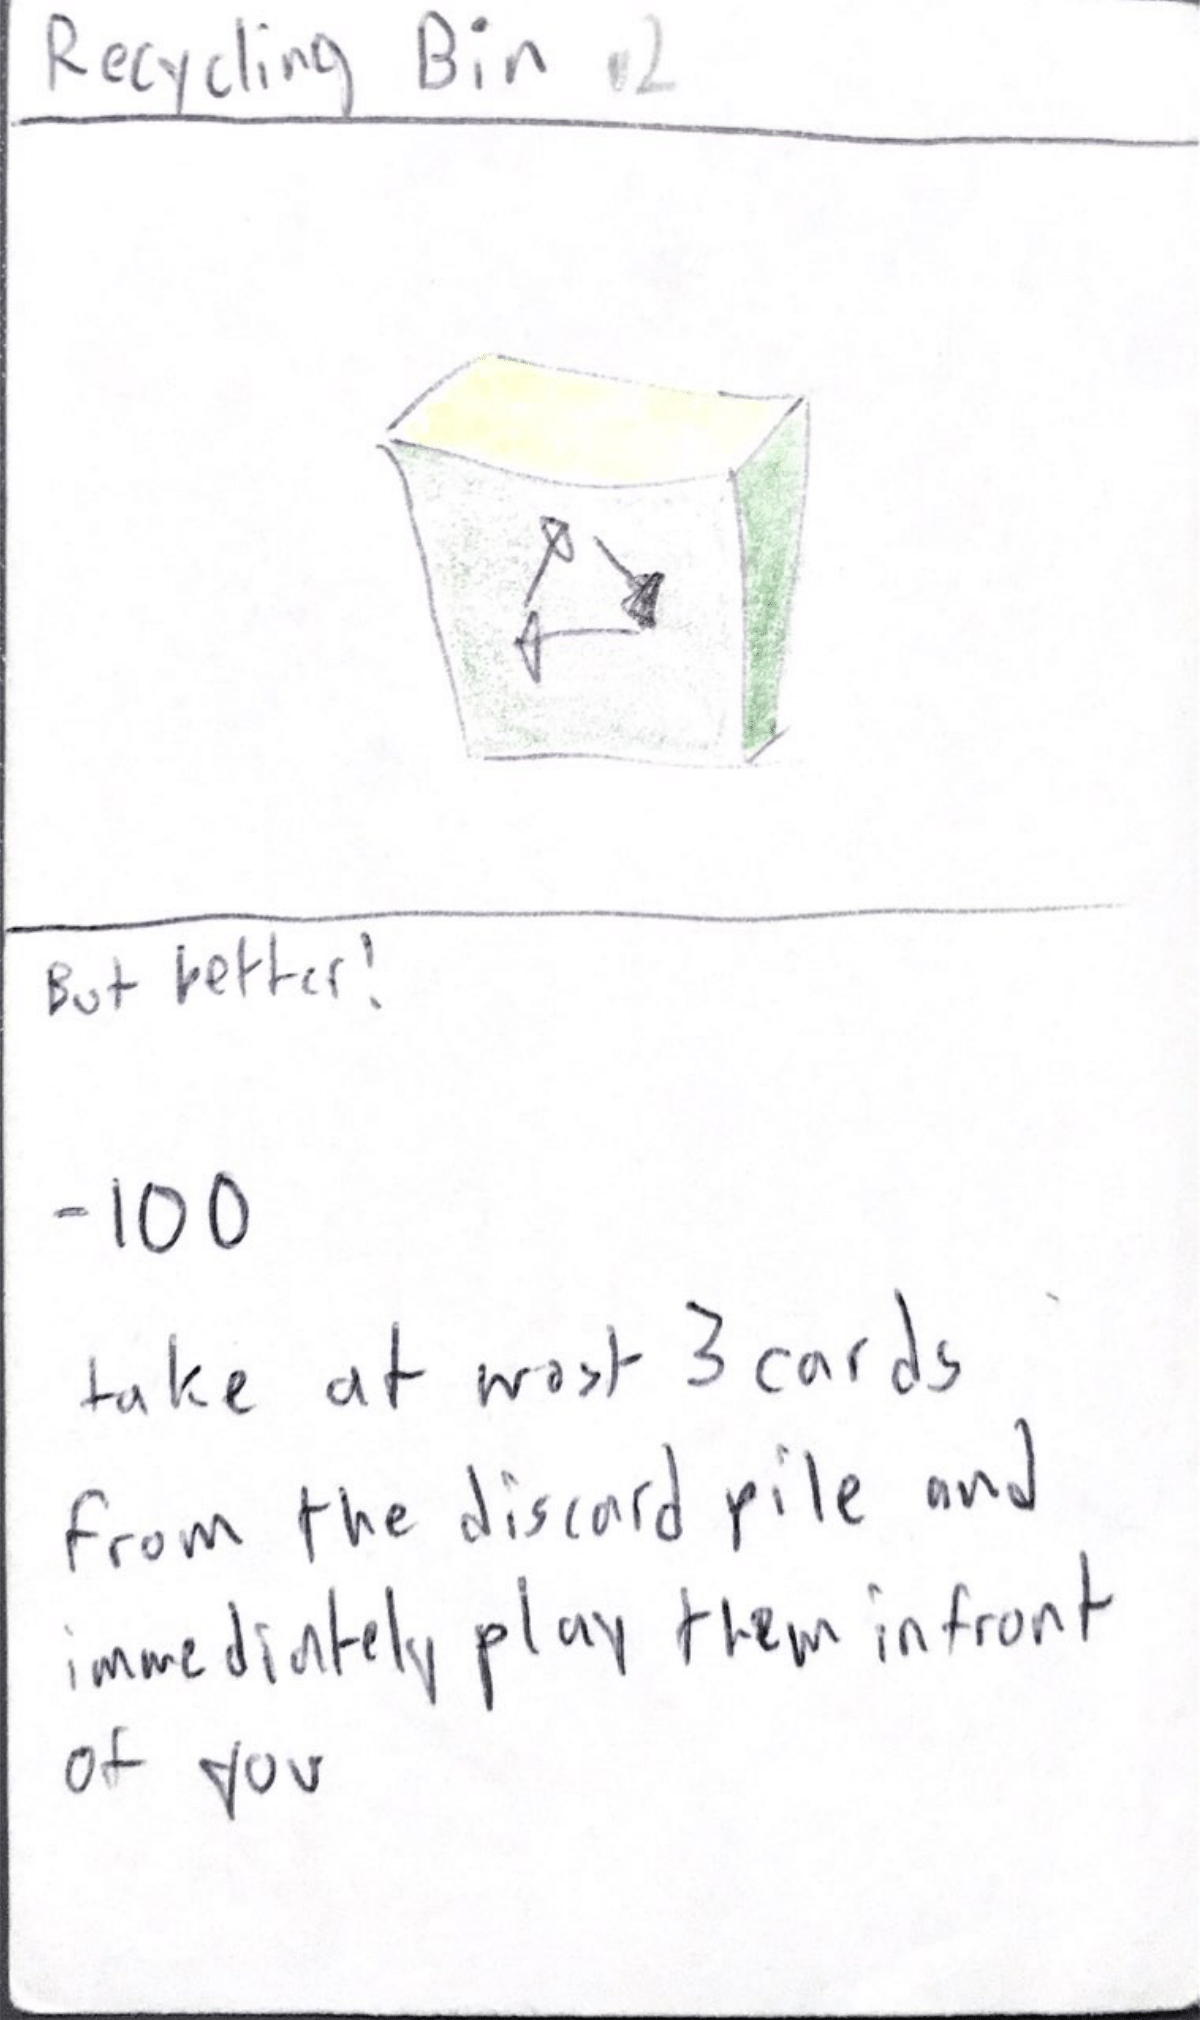 Recycling Bin v2
But better!
-100
take at most 3 cards
from the discard pile and
immediately play them infront
of you